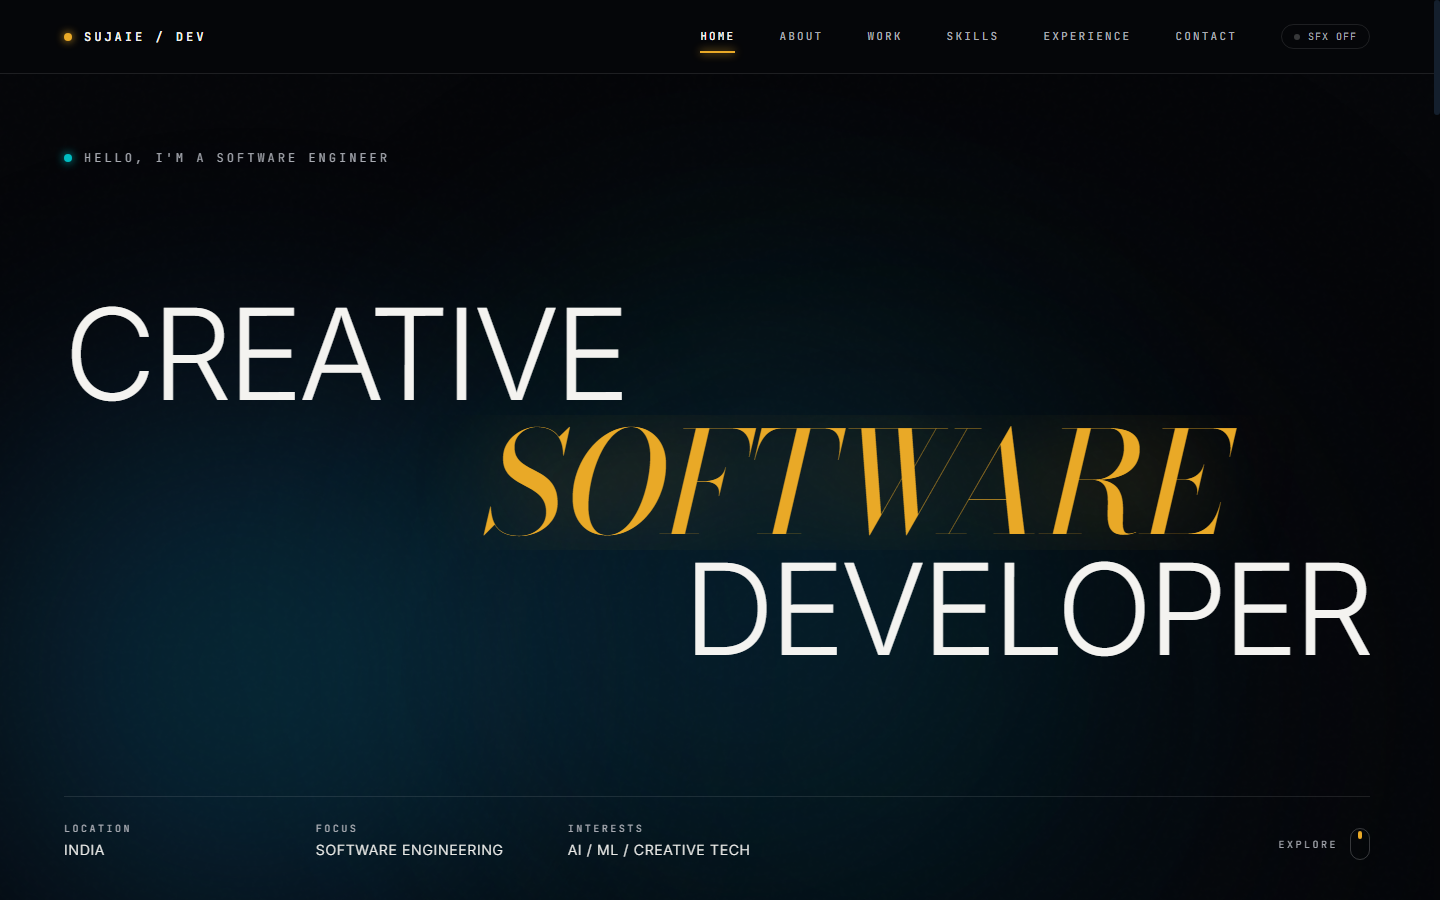 SUJAIE / DEV
HOME ABOUT WORK SKILLS EXPERIENCE CONTACT SFX OFF
HELLO, I'M A SOFTWARE ENGINEER
CREATIVE
SOFTWARE
DEVELOPER
LOCATION
INDIA
FOCUS
SOFTWARE ENGINEERING
INTERESTS
AI / ML / CREATIVE TECH
EXPLORE